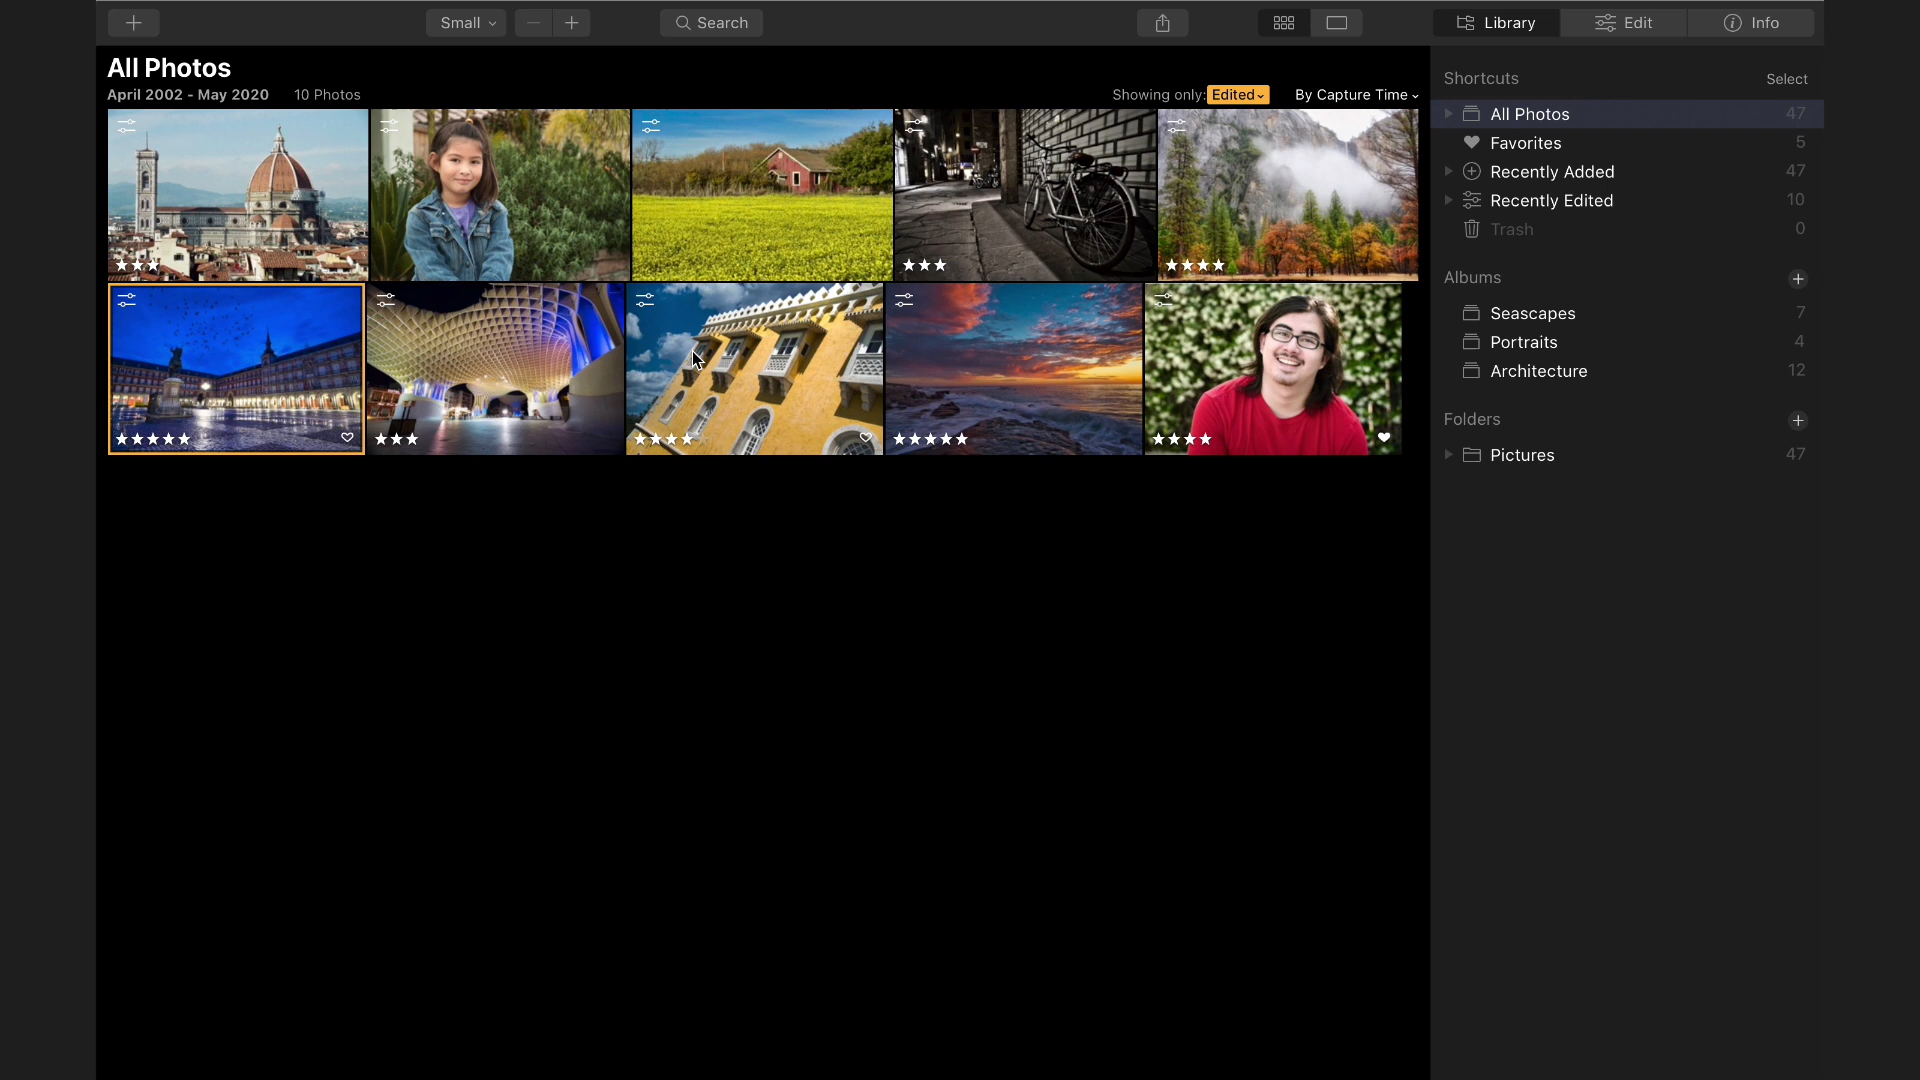 Small
Search
Library
Edit
Info
All Photos
April 2002 - May 2020 10 Photos
Showing only: Edited
By Capture Time
Shortcuts
Select
All Photos 47
Favorites 5
Recently Added 47
Recently Edited 10
Trash 0
Albums
Seascapes 7
Portraits 4
Architecture 12
Folders
Pictures 47